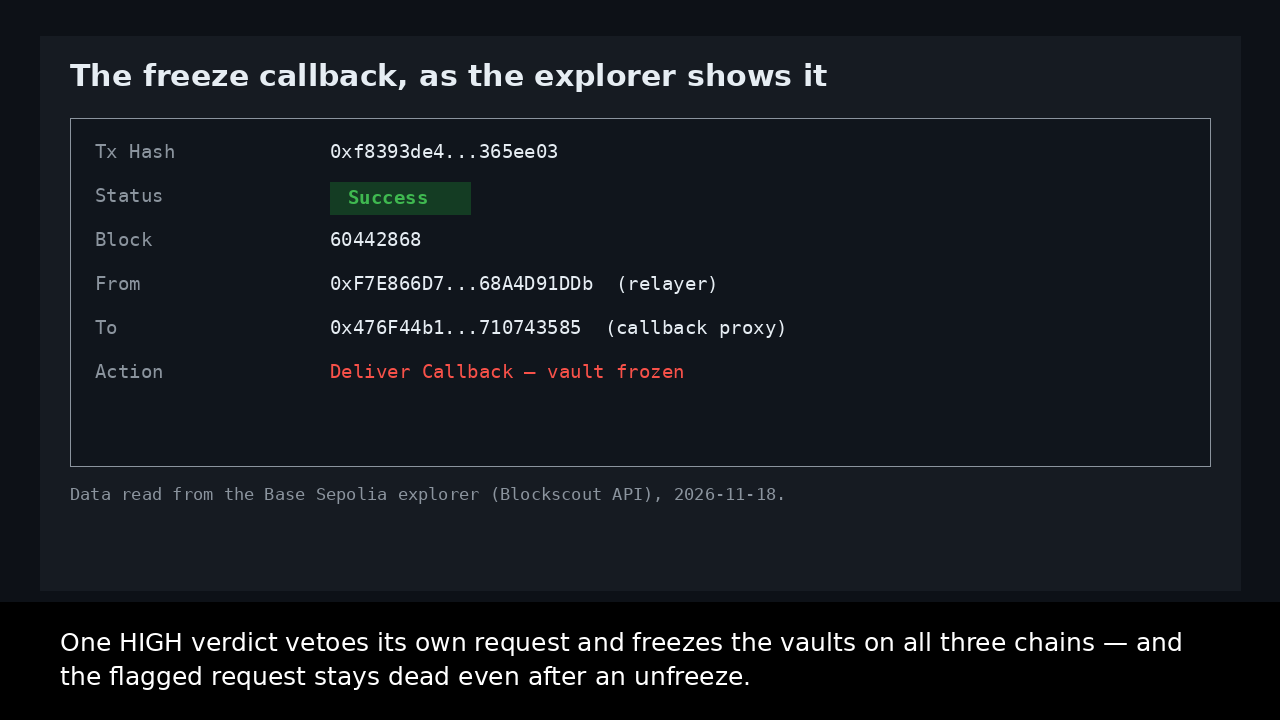 The freeze callback, as the explorer shows it
Tx Hash 0xf8393de4...365ee03
Status Success
Block 60442868
From 0xF7E866D7...68A4D91DDb (relayer)
To 0x476F44b1...710743585 (callback proxy)
Action Deliver Callback — vault frozen
Data read from the Base Sepolia explorer (Blockscout API), 2026-11-18.
One HIGH verdict vetoes its own request and freezes the vaults on all three chains — and
the flagged request stays dead even after an unfreeze.